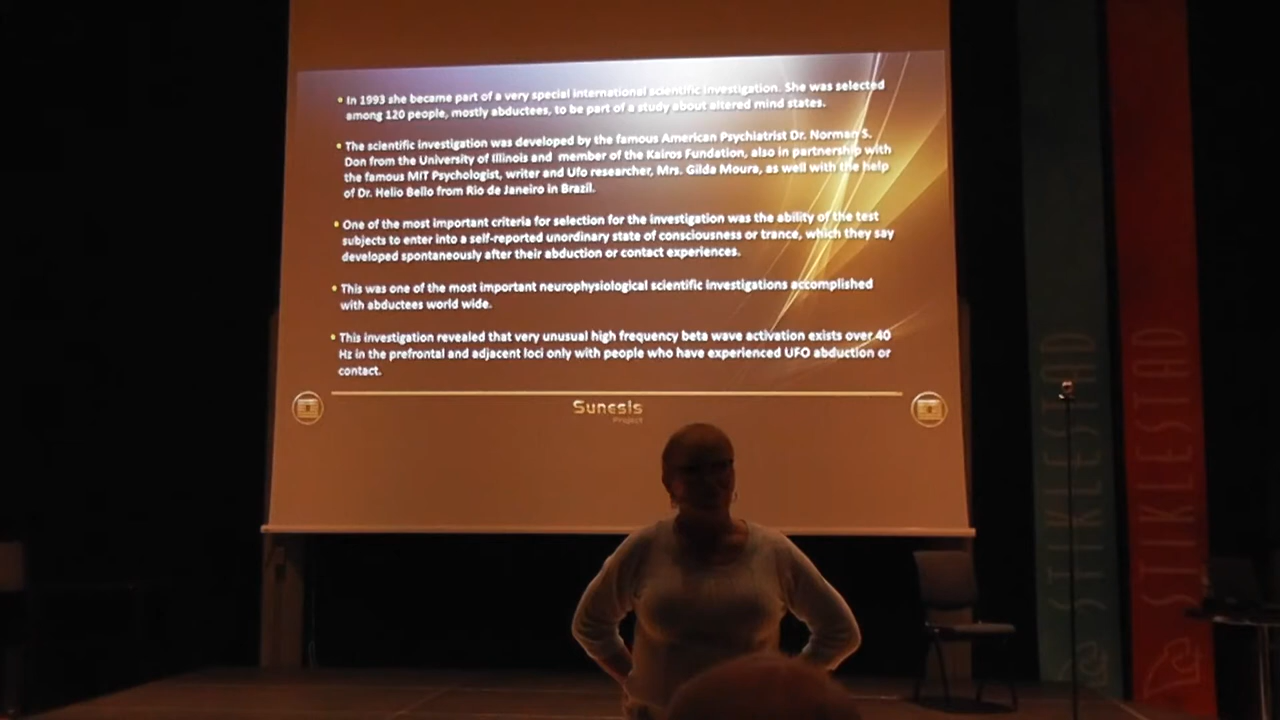 • In 1993 she became part of a very special international scientific investigation. She was selected
among 120 people, mostly abductees, to be part of a study about altered mind states.
• The scientific investigation was developed by the famous American Psychiatrist Dr. Norman S.
Don from the University of Illinois and member of the Kairos Fundation, also in partnership with
the famous MIT Psychologist, writer and Ufo researcher, Mrs. Gilda Moura, as well with the help
of Dr. Helio Bello from Rio de Janeiro in Brazil.
• One of the most important criteria for selection for the investigation was the ability of the test
subjects to enter into a self-reported unordinary state of consciousness or trance, which they say
developed spontaneously after their abduction or contact experiences.
• This was one of the most important neurophysiological scientific investigations accomplished
with abductees world wide.
• This investigation revealed that very unusual high frequency beta wave activation exists over 40
Hz in the prefrontal and adjacent loci only with people who have experienced UFO abduction or
contact.
Sunesis
Project
STIKLESTAD
STIKLESTAD